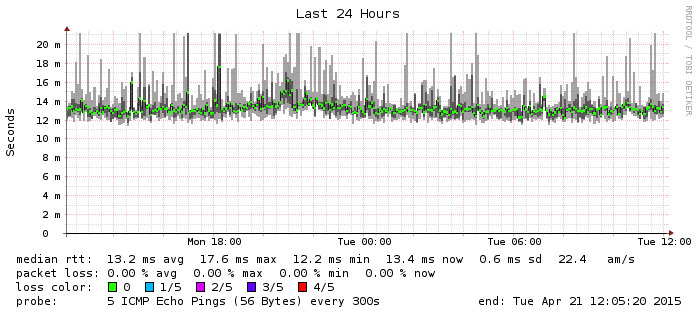 Last 24 Hours
RRDTOOL / TOBI OETIKER
Seconds
20 m
18 m
16 m
14 m
12 m
10 m
8 m
6 m
4 m
2 m
0
Mon 18:00 Tue 00:00 Tue 06:00 Tue 12:00
median rtt: 13.2 ms avg 17.6 ms max 12.2 ms min 13.4 ms now 0.6 ms sd 22.4 am/s
packet loss: 0.00 % avg 0.00 % max 0.00 % min 0.00 % now
loss color: 0 1/5 2/5 3/5 4/5
probe: 5 ICMP Echo Pings (56 Bytes) every 300s end: Tue Apr 21 12:05:20 2015